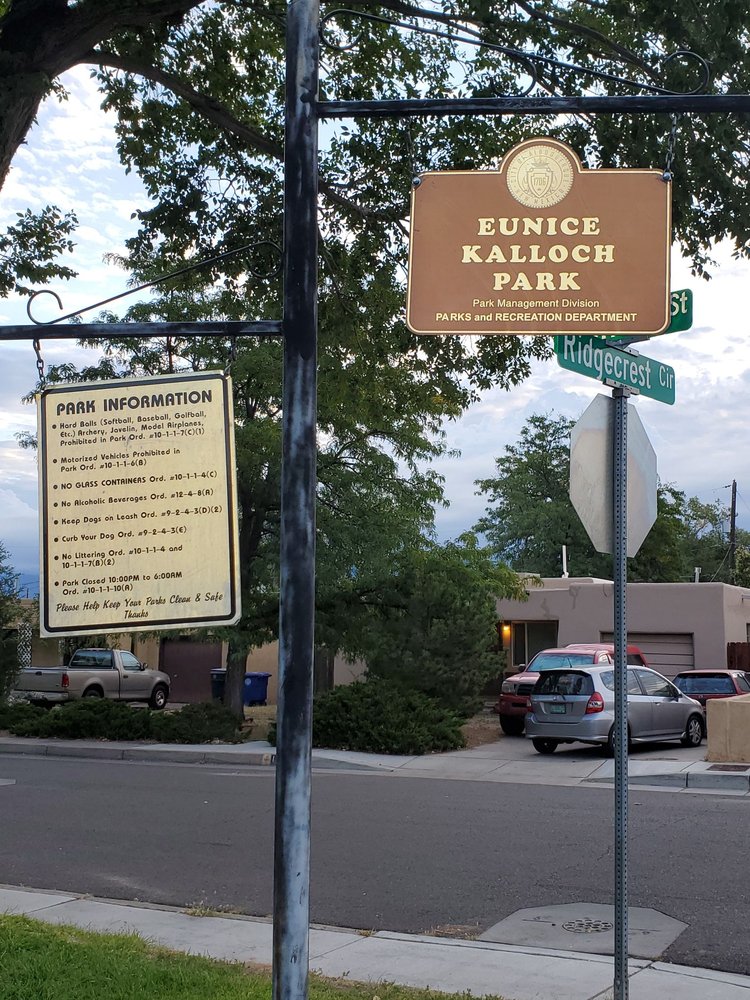 PARK INFORMATION
• Hard Balls (Softball, Baseball, Golfball,
Etc.) Archery, Javelin, Model Airplanes,
Prohibited in Park Ord. #10-1-1-7(C)(1)
• Motorized Vehicles Prohibited in
Park Ord. #10-1-1-6(B)
• NO GLASS CONTAINERS Ord. #10-1-1-4(C)
• No Alcoholic Beverages Ord. #12-4-8(A)
• Keep Dogs on Leash Ord. #9-2-4-3(D)(2)
• Curb Your Dog Ord. #9-2-4-3(E)
• No Littering Ord. #10-1-1-4 and
10-1-1-7(B)(2)
• Park Closed 10:00PM to 6:00AM
Ord. #10-1-1-10(A)
Please Help Keep Your Parks Clean & Safe
Thanks
1706
EUNICE
KALLOCH
PARK
Park Management Division
PARKS and RECREATION DEPARTMENT
St
Ridgecrest Cir